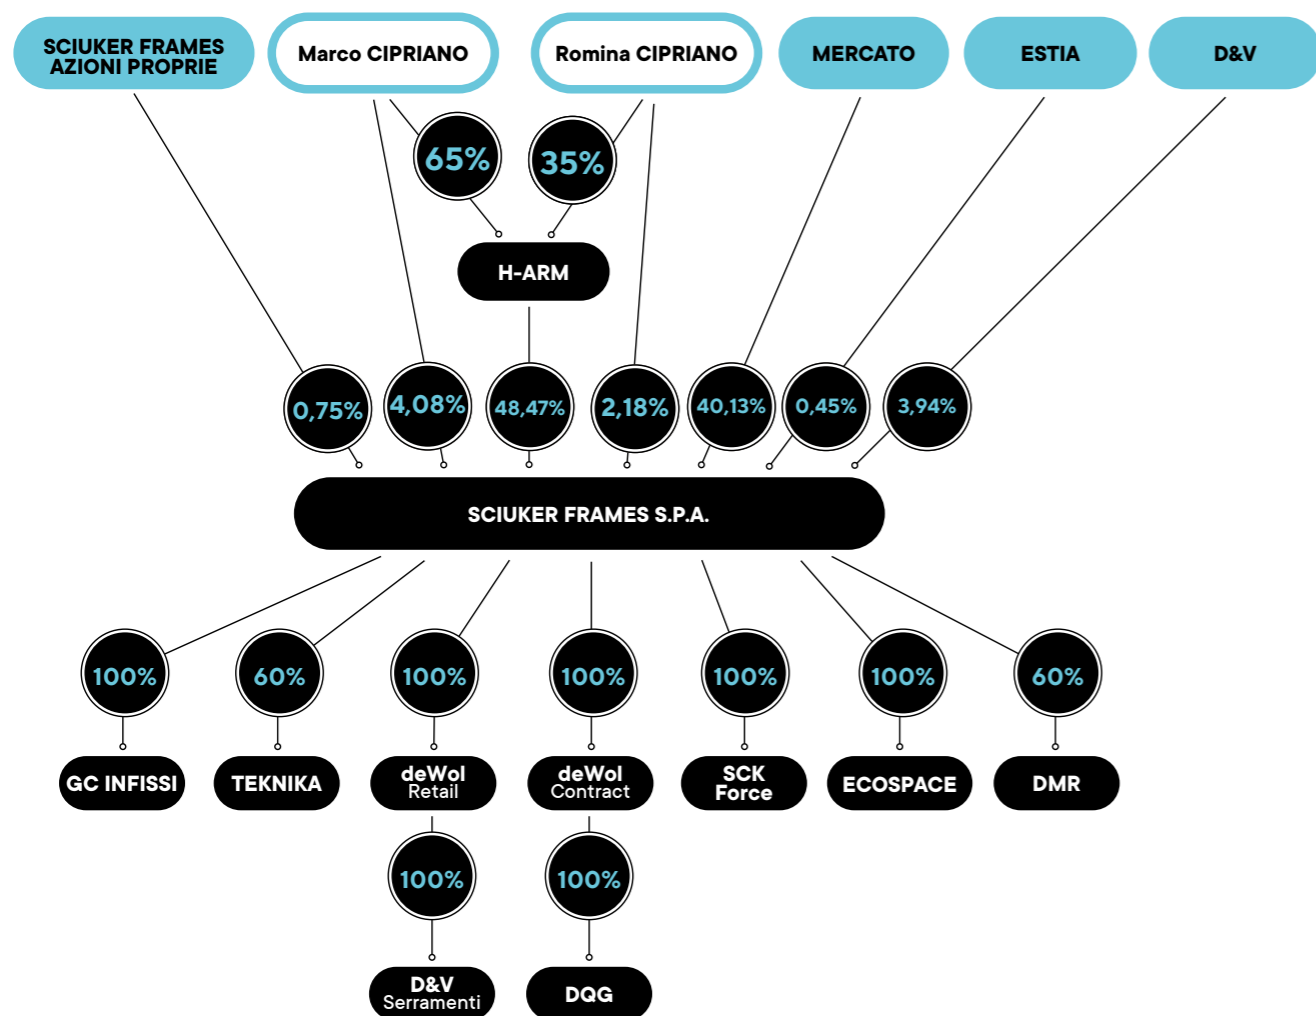 SCIUKER FRAMES
AZIONI PROPRIE
Marco CIPRIANO
Romina CIPRIANO
MERCATO
ESTIA
D&V
65%
35%
H-ARM
0,75%
4,08%
48,47%
2,18%
40,13%
0,45%
3,94%
SCIUKER FRAMES S.P.A.
100%
60%
100%
100%
100%
100%
60%
GC INFISSI
TEKNIKA
deWol
Retail
deWol
Contract
SCK
Force
ECOSPACE
DMR
100%
100%
D&V
Serramenti
DQG